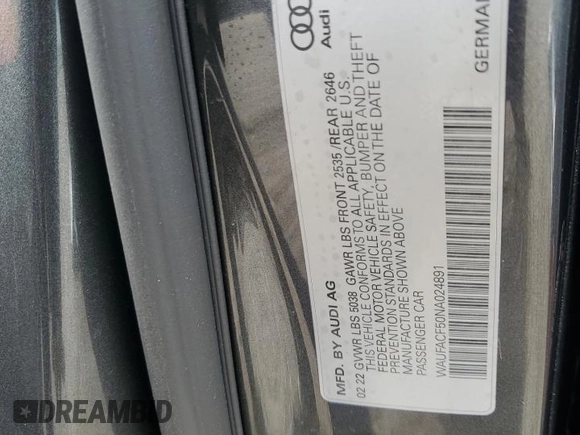 Audi
GERMAN
MFD. BY AUDI AG
02.22 GVWR LBS 5038 GAWR LBS FRONT 2535 /REAR 2646
THIS VEHICLE CONFORMS TO ALL APPLICABLE U.S.
FEDERAL MOTOR VEHICLE SAFETY, BUMPER AND THEFT
PREVENTION STANDARDS IN EFFECT ON THE DATE OF
MANUFACTURE SHOWN ABOVE
PASSENGER CAR
WAUFACF50NA024891
DREAMBID